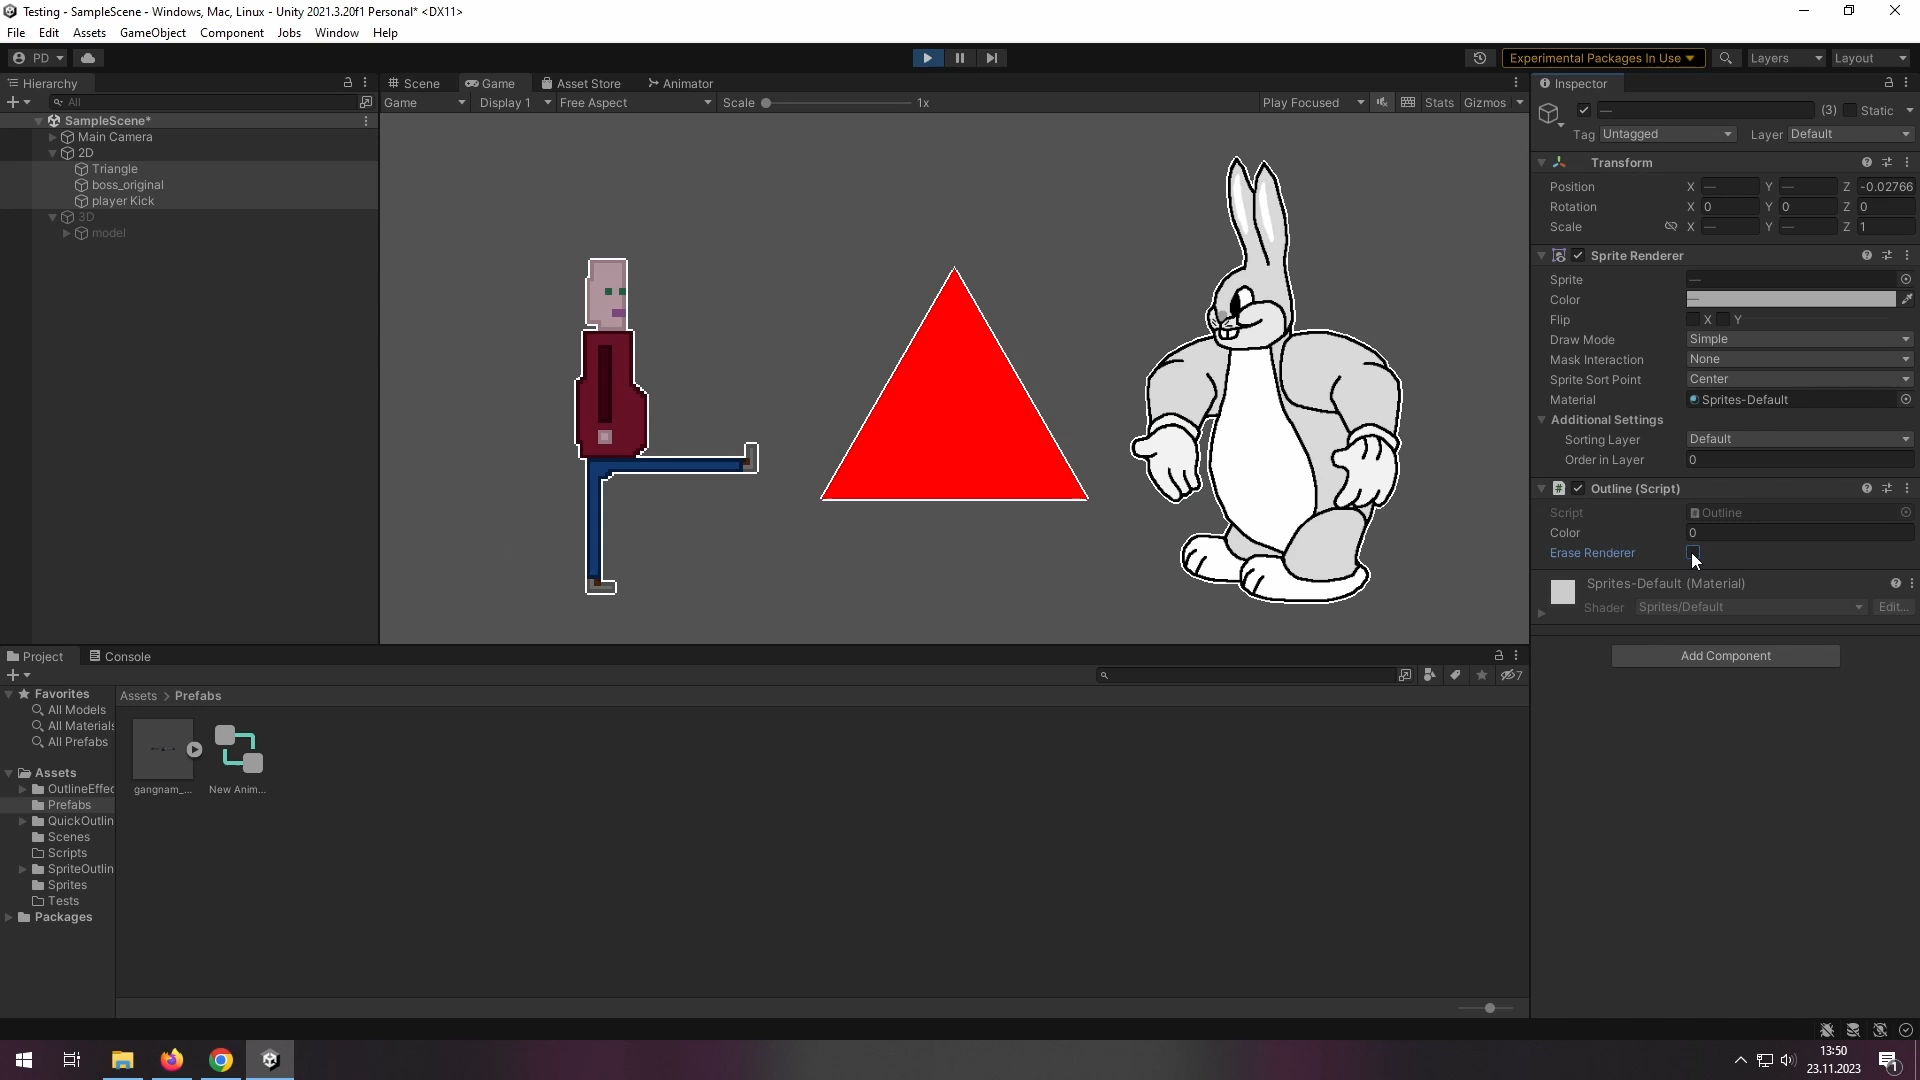 Testing - SampleScene - Windows, Mac, Linux - Unity 2021.3.20f1 Personal* <DX11>
File Edit Assets GameObject Component Jobs Window Help
PD
Experimental Packages In Use
Layers
Layout
Hierarchy
All
SampleScene*
Main Camera
2D
Triangle
boss_original
player Kick
3D
model
Scene
Game
Asset Store
Animator
Game
Display 1
Free Aspect
Scale
1x
Play Focused
Stats
Gizmos
Inspector
(3)
Static
Tag Untagged
Layer Default
Transform
Position X — Y — Z -0.02766
Rotation X 0 Y 0 Z 0
Scale X — Y — Z 1
Sprite Renderer
Sprite —
Color —
Flip X Y
Draw Mode Simple
Mask Interaction None
Sprite Sort Point Center
Material Sprites-Default
Additional Settings
Sorting Layer Default
Order in Layer 0
Outline (Script)
Script Outline
Color 0
Erase Renderer
Sprites-Default (Material)
Shader Sprites/Default Edit...
Add Component
Project
Console
7
Favorites
All Models
All Materials
All Prefabs
Assets
OutlineEffec
Prefabs
QuickOutlin
Scenes
Scripts
SpriteOutlin
Sprites
Tests
Packages
Assets > Prefabs
gangnam_...
New Anim...
13:50
23.11.2023
1